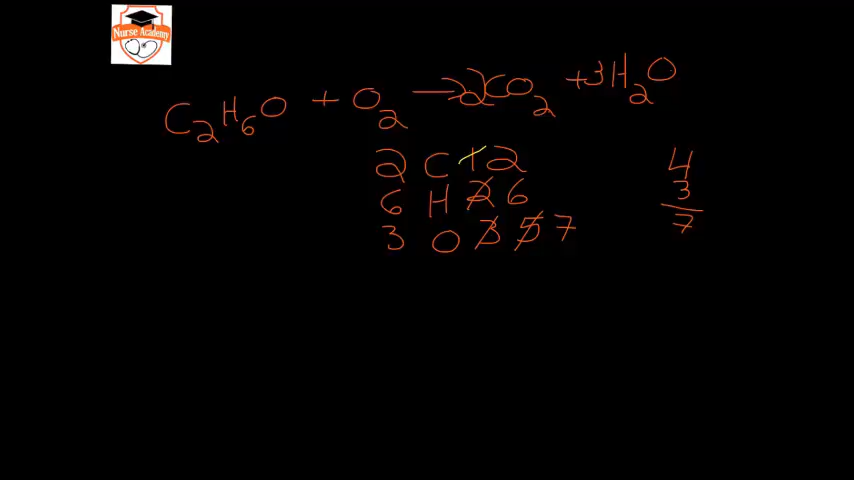 Nurse Academy
C₂H₆O + O₂ → 2CO₂ + 3H₂O
2 C 1 2
6 H 2 6
3 O 3 5 7
4
3
7